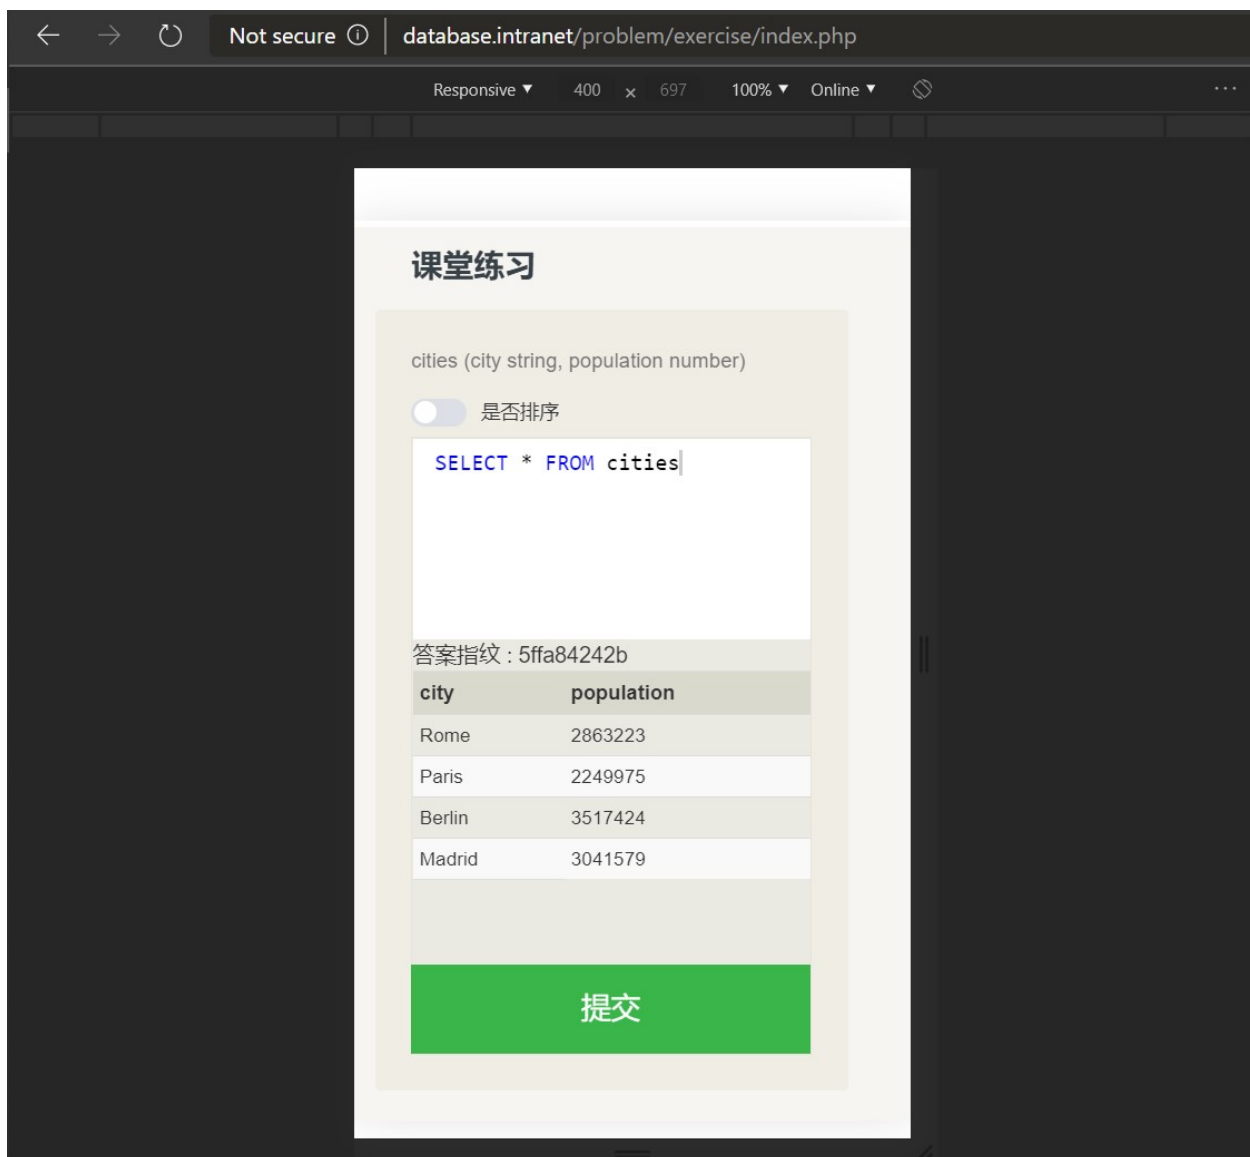 Not secure database.intranet/problem/exercise/index.php
Responsive ▼ 400 × 697 100% ▼ Online ▼
课堂练习
cities (city string, population number)
是否排序
SELECT * FROM cities
答案指纹 : 5ffa84242b
city population
Rome 2863223
Paris 2249975
Berlin 3517424
Madrid 3041579
提交